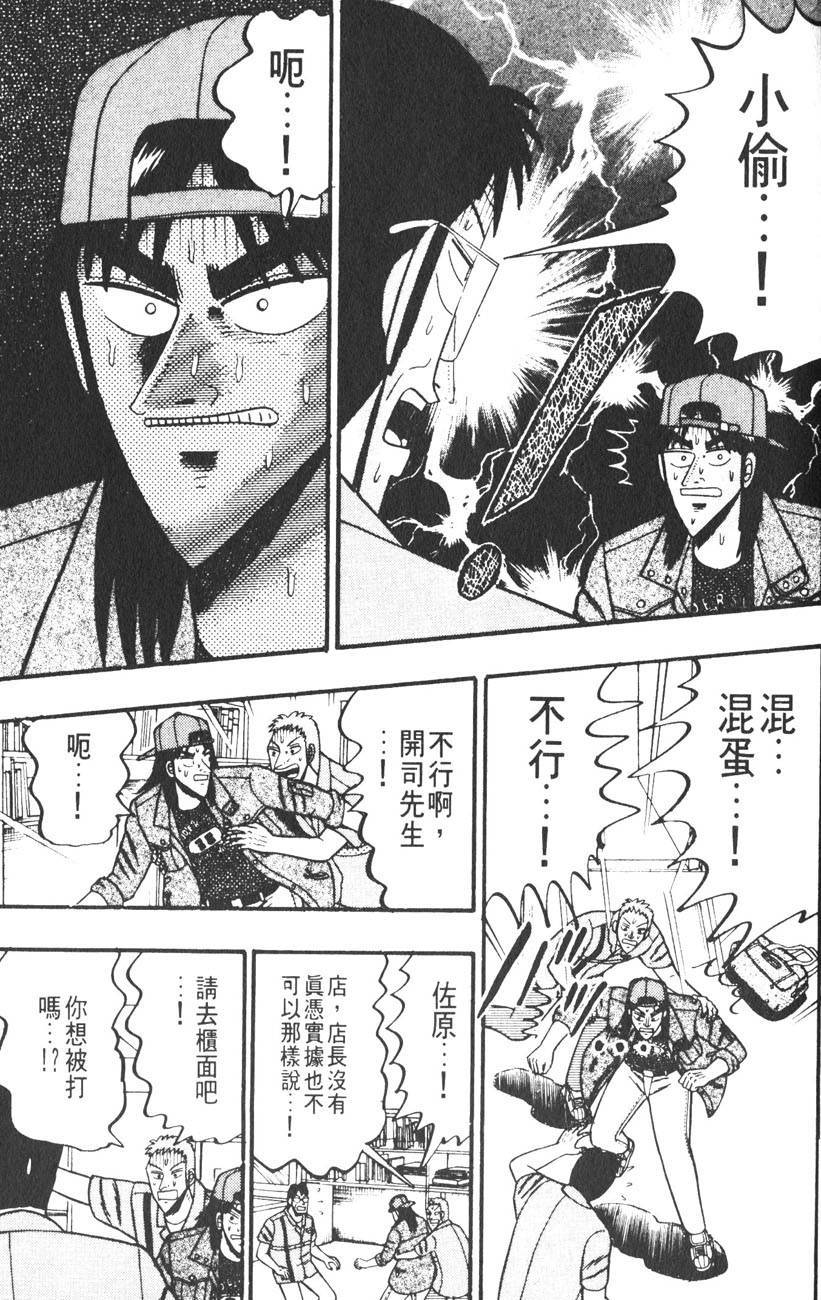 小偷…！
呃…！
混…
混蛋…！
不行…！
不行啊，
開司先生
…！
呃…！
佐原…！
店，店長沒有
眞憑實據也不
可以那樣說…！
請去櫃面吧
…！
你想被打
嗎…!?